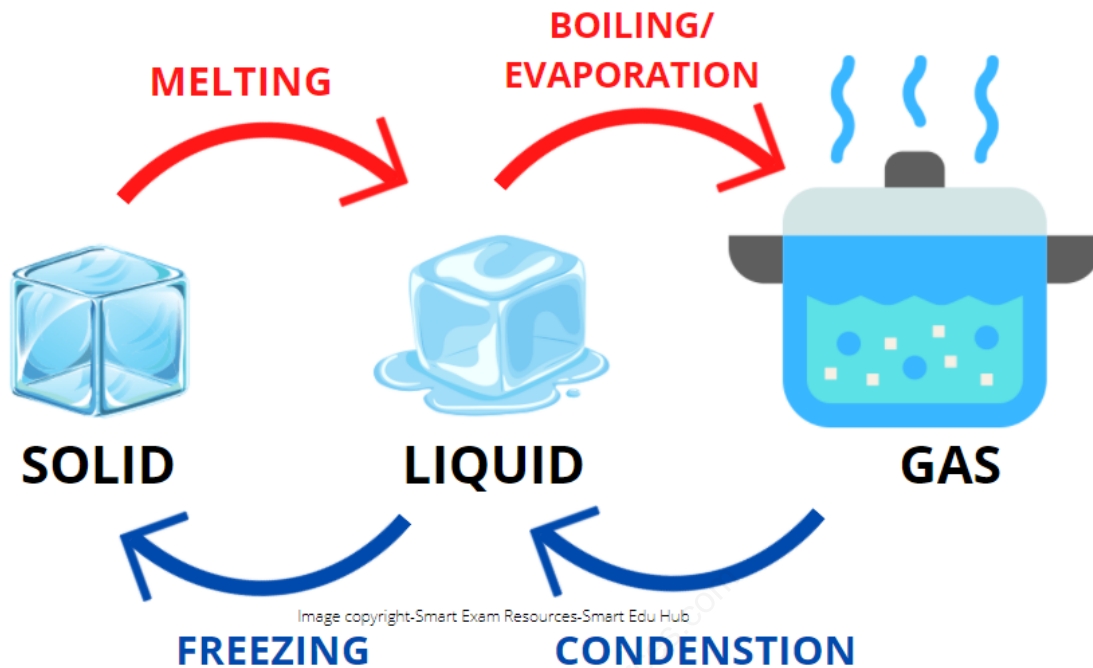 MELTING
BOILING/
EVAPORATION
SOLID
LIQUID
GAS
Image copyright-Smart Exam Resources-Smart Edu Hub
FREEZING
CONDENSTION